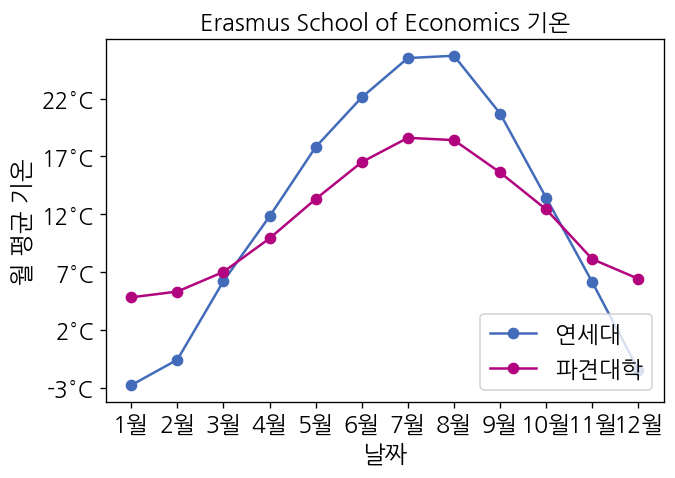 Erasmus School of Economics 기온
월 평균 기온
22˚C
17˚C
12˚C
7˚C
2˚C
-3˚C
연세대
파견대학
1월 2월 3월 4월 5월 6월 7월 8월 9월 10월 11월 12월
날짜